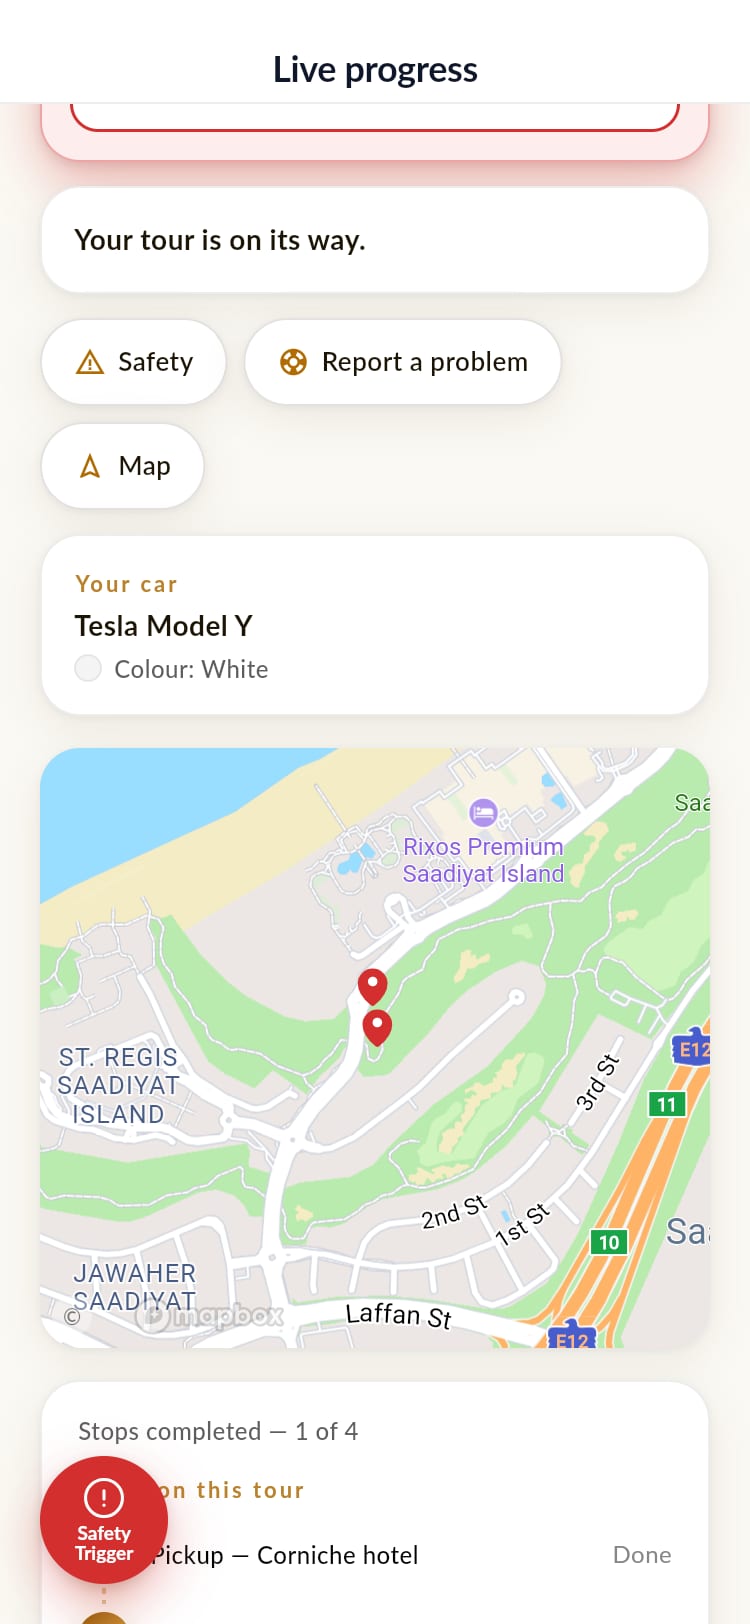 Live progress
Your tour is on its way.
Safety
Report a problem
Map
Your car
Tesla Model Y
Colour: White
Saa
Rixos Premium
Saadiyat Island
ST. REGIS
SAADIYAT
ISLAND
E12
11
3rd St
2nd St
1st St
10
Sa
JAWAHER
SAADIYAT
© mapbox
Laffan St
E12
Stops completed — 1 of 4
on this tour
Safety
Trigger
Pickup — Corniche hotel
Done